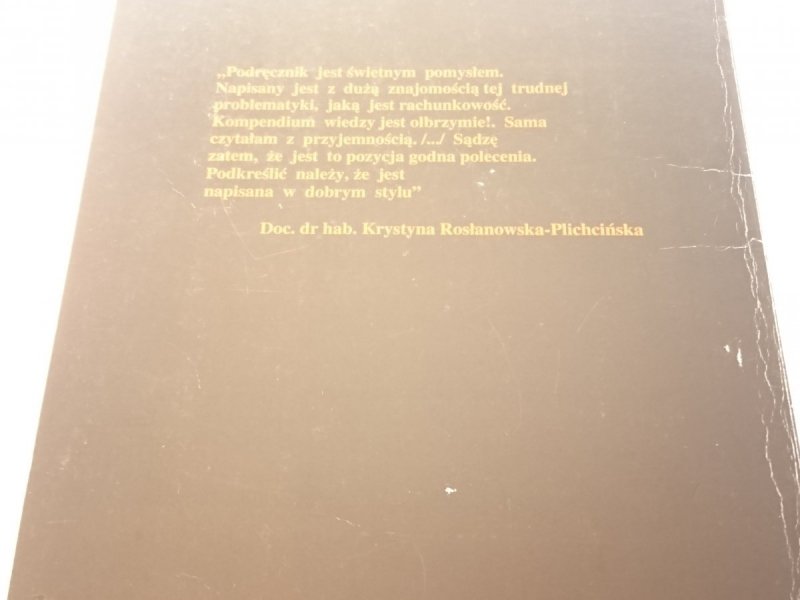 „Podręcznik jest świętnym pomysłem.
Napisany jest z dużą znajomością tej trudnej
problematyki, jaką jest rachunkowość.
Kompendium wiedzy jest olbrzymie!. Sama
czytałam z przyjemnością. /.../ Sądzę
zatem, że jest to pozycja godna polecenia.
Podkreślić należy, że jest
napisana w dobrym stylu”
Doc. dr hab. Krystyna Rosłanowska-Plichcińska